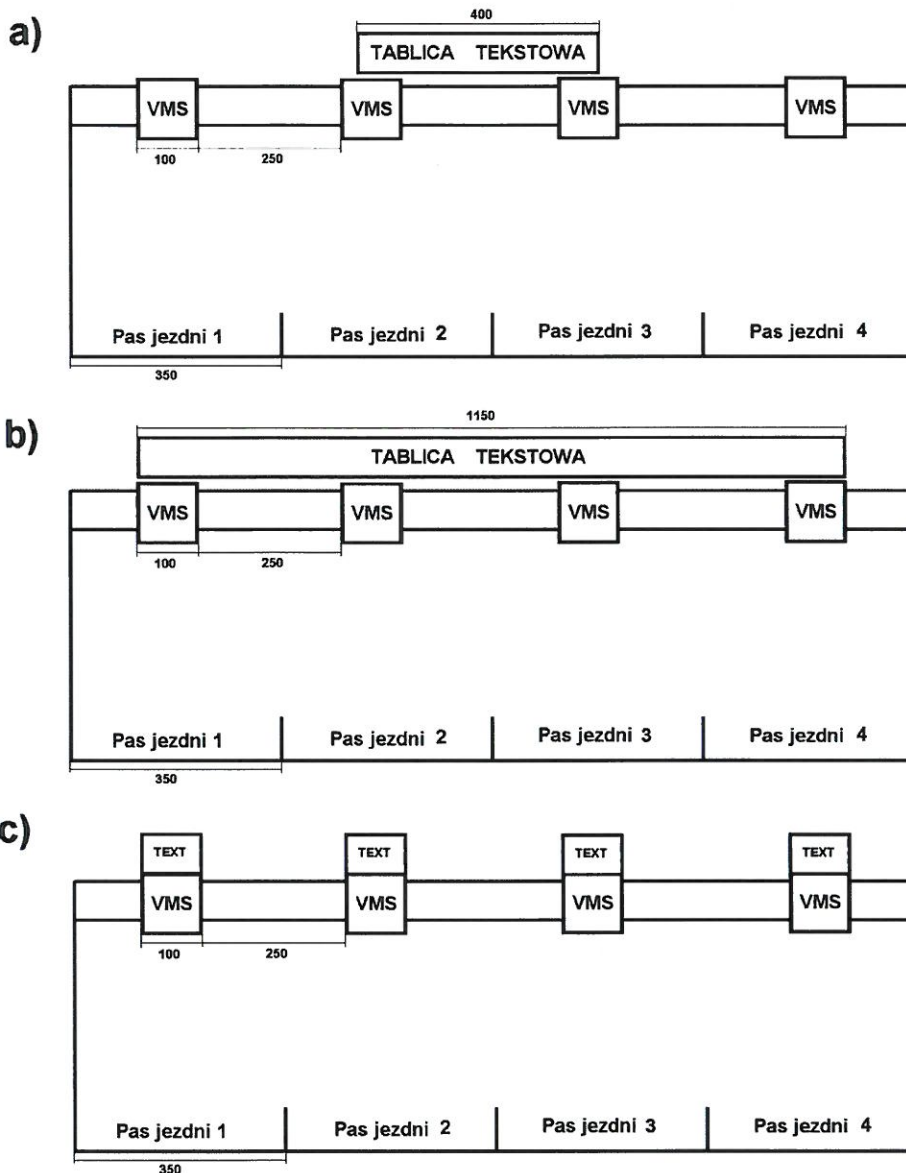 a)
400
TABLICA TEKSTOWA
VMS VMS VMS VMS
100 250
Pas jezdni 1 Pas jezdni 2 Pas jezdni 3 Pas jezdni 4
350
b)
1150
TABLICA TEKSTOWA
VMS VMS VMS VMS
100 250
Pas jezdni 1 Pas jezdni 2 Pas jezdni 3 Pas jezdni 4
350
c)
TEXT TEXT TEXT TEXT
VMS VMS VMS VMS
100 250
Pas jezdni 1 Pas jezdni 2 Pas jezdni 3 Pas jezdni 4
350